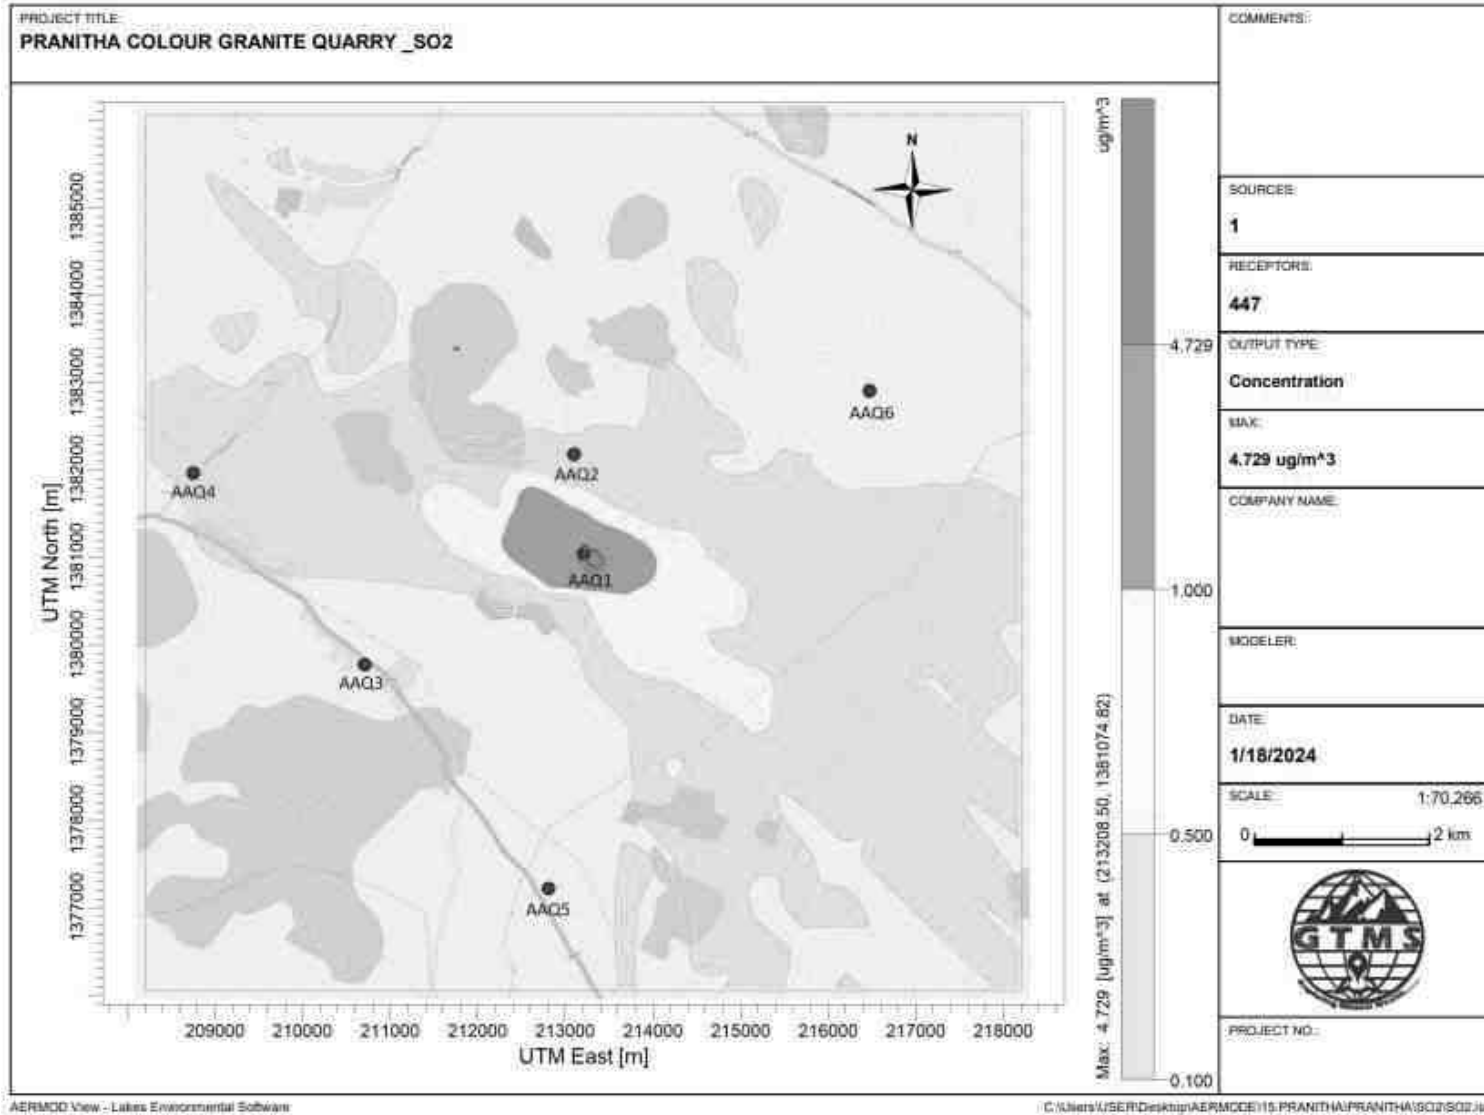 PROJECT TITLE:
PRANITHA COLOUR GRANITE QUARRY _SO2
COMMENTS:
SOURCES:
1
RECEPTORS:
447
OUTPUT TYPE:
Concentration
MAX:
4.729 ug/m^3
COMPANY NAME:
MODELER:
DATE:
1/18/2024
SCALE: 1:70,266
0 2 km
GTMS
PROJECT NO.:
UTM North [m]
1385000
1384000
1383000
1382000
1381000
1380000
1379000
1378000
1377000
N
AAQ6
AAQ2
AAQ4
AAQ1
AAQ3
AAQ5
209000 210000 211000 212000 213000 214000 215000 216000 217000 218000
UTM East [m]
ug/m^3
4.729
1.000
0.500
0.100
Max: 4.729 [ug/m^3] at (213208.50, 1381074.82)
AERMOD View - Lakes Environmental Software